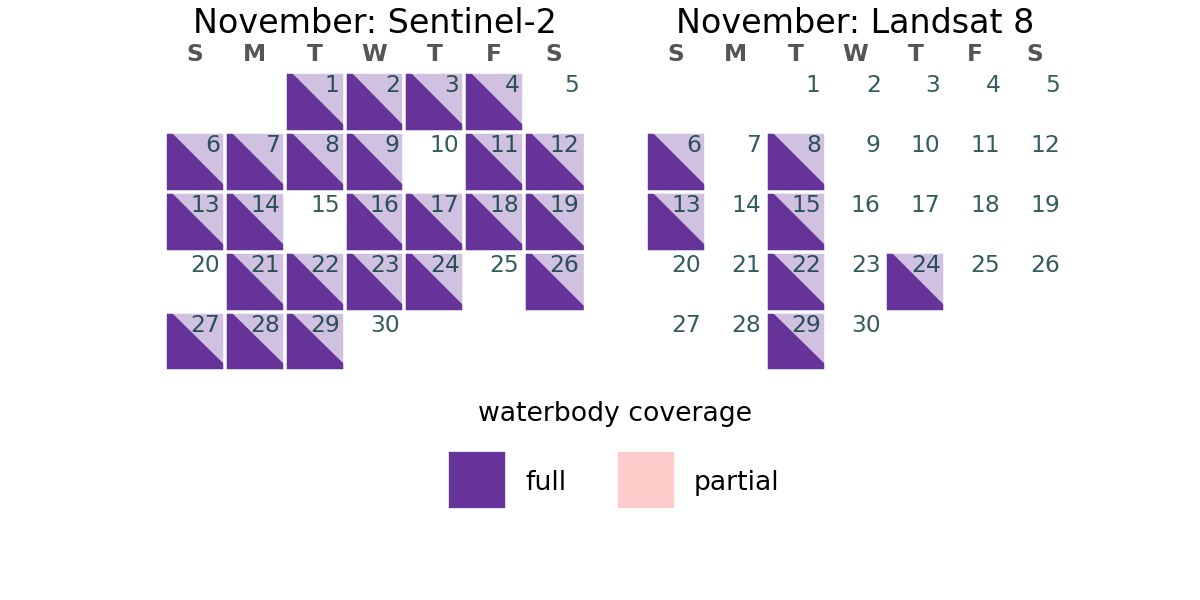 November: Sentinel-2
S M T W T F S
1 2 3 4 5
6 7 8 9 10 11 12
13 14 15 16 17 18 19
20 21 22 23 24 25 26
27 28 29 30
November: Landsat 8
S M T W T F S
1 2 3 4 5
6 7 8 9 10 11 12
13 14 15 16 17 18 19
20 21 22 23 24 25 26
27 28 29 30
waterbody coverage
full
partial